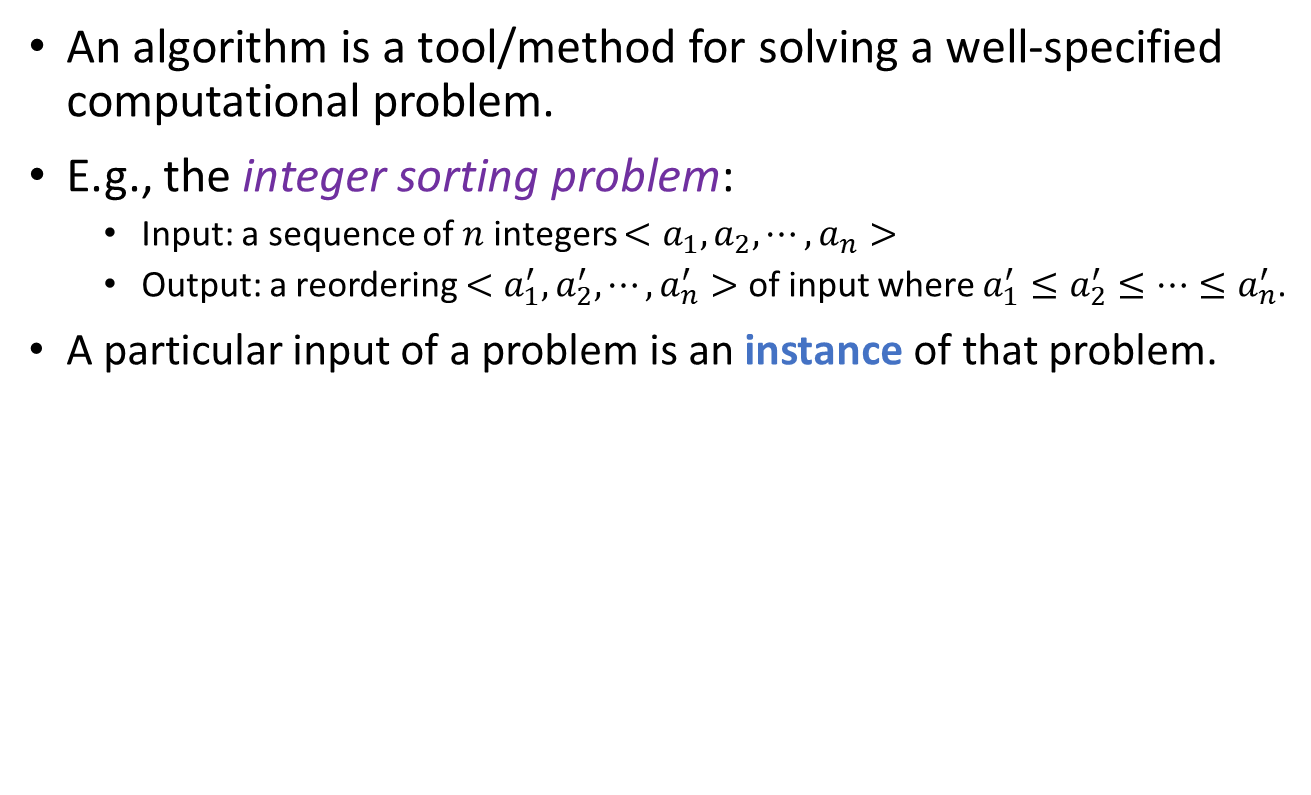 • An algorithm is a tool/method for solving a well-specified
computational problem.
• E.g., the integer sorting problem:
• Input: a sequence of n integers < a₁, a₂, ⋯ , aₙ >
• Output: a reordering < a′₁, a′₂, ⋯ , a′ₙ > of input where a′₁ ≤ a′₂ ≤ ⋯ ≤ a′ₙ.
• A particular input of a problem is an instance of that problem.